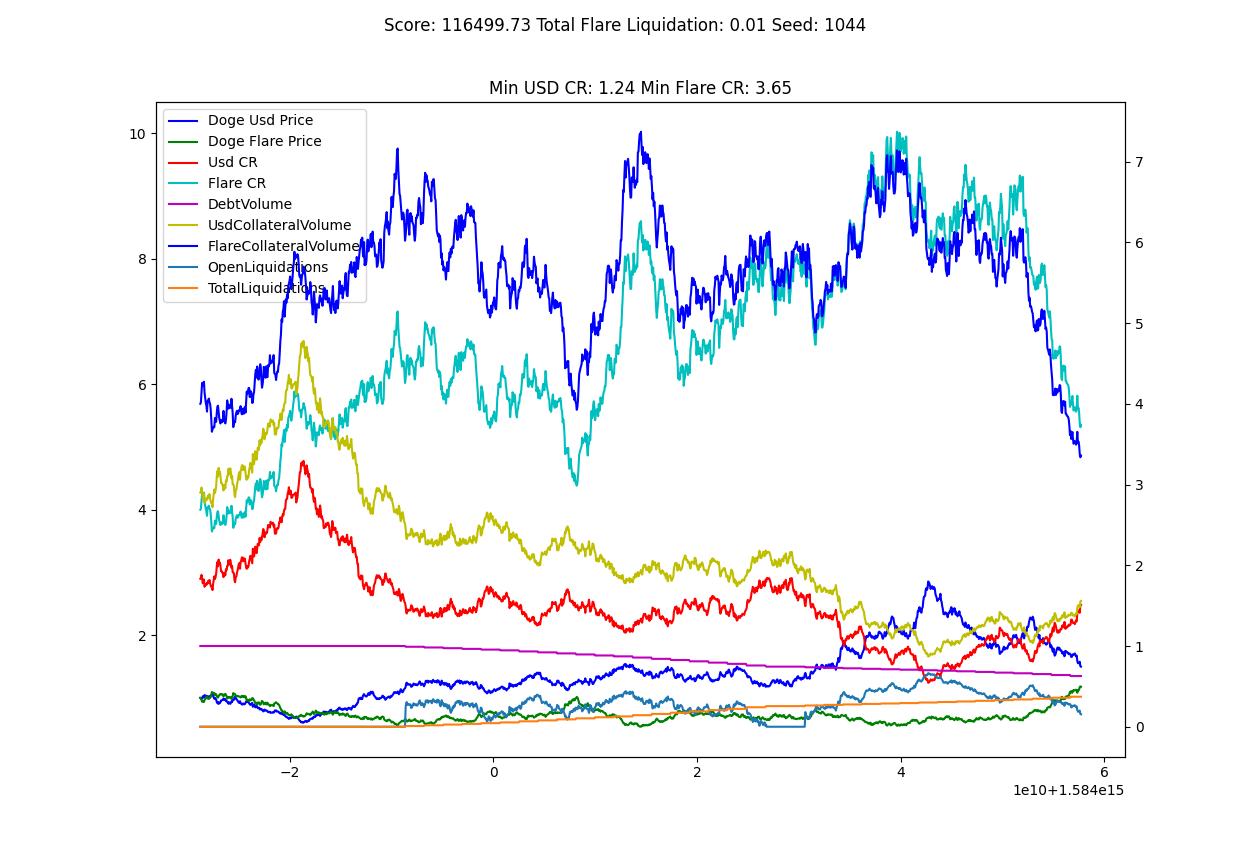 Score: 116499.73 Total Flare Liquidation: 0.01 Seed: 1044
Min USD CR: 1.24 Min Flare CR: 3.65
Doge Usd Price
Doge Flare Price
Usd CR
Flare CR
DebtVolume
UsdCollateralVolume
FlareCollateralVolume
OpenLiquidations
TotalLiquidations
10
8
6
4
2
7
6
5
4
3
2
1
0
−2 0 2 4 6
1e10+1.584e15